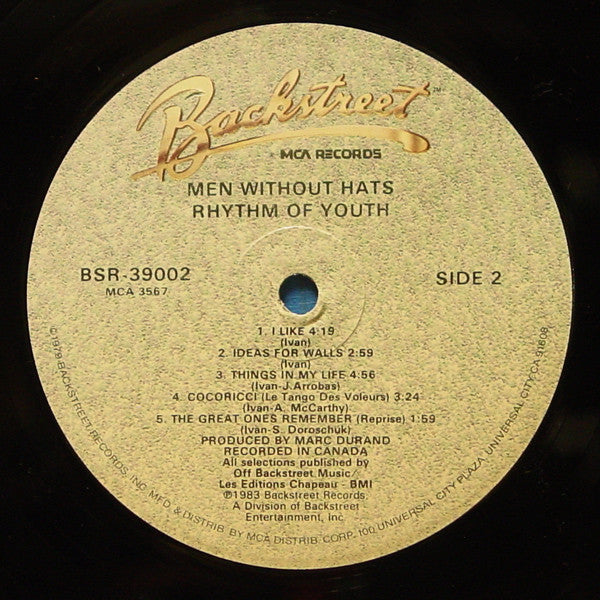 Backstreet™
MCA RECORDS
MEN WITHOUT HATS
RHYTHM OF YOUTH
BSR-39002
MCA 3567
SIDE 2
1. I LIKE 4:19
(Ivan)
2. IDEAS FOR WALLS 2:59
(Ivan)
3. THINGS IN MY LIFE 4:56
(Ivan-J.Arrobas)
4. COCORICCI (Le Tango Des Voleurs) 3:24
(Ivan-A. McCarthy)
5. THE GREAT ONES REMEMBER (Reprise) 1:59
(Ivan-S. Doroschuk)
PRODUCED BY MARC DURAND
RECORDED IN CANADA
All selections published by
Off Backstreet Music/
Les Editions Chapeau - BMI
℗1983 Backstreet Records,
A Division of Backstreet
Entertainment, Inc.
©1979 BACKSTREET RECORDS, INC. MFD. & DISTRIB. BY MCA DISTRIB. CORP., 100 UNIVERSAL CITY PLAZA, UNIVERSAL CITY, CA 91608